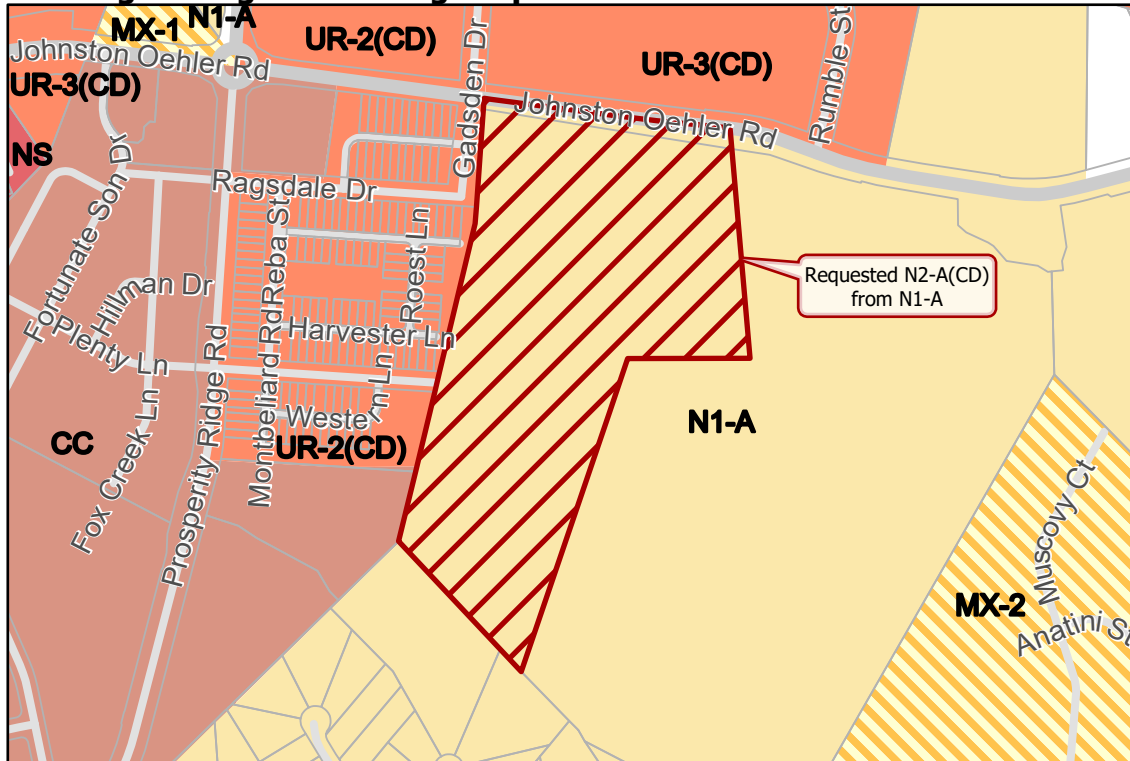 MX-1
N1-A
UR-2(CD)
Gadsden Dr
UR-3(CD)
Rumble St
Johnston Oehler Rd
UR-3(CD)
Johnston Oehler Rd
NS
Fortunate Son Dr
Ragsdale Dr
Reba St
Roest Ln
Hillman Dr
Plenty Ln
Harvester Ln
Requested N2-A(CD)
from N1-A
Montbeliard Rd
Western Ln
UR-2(CD)
N1-A
CC
Fox Creek Ln
Prosperity Ridge Rd
Muscovy Ct
MX-2
Anatini St